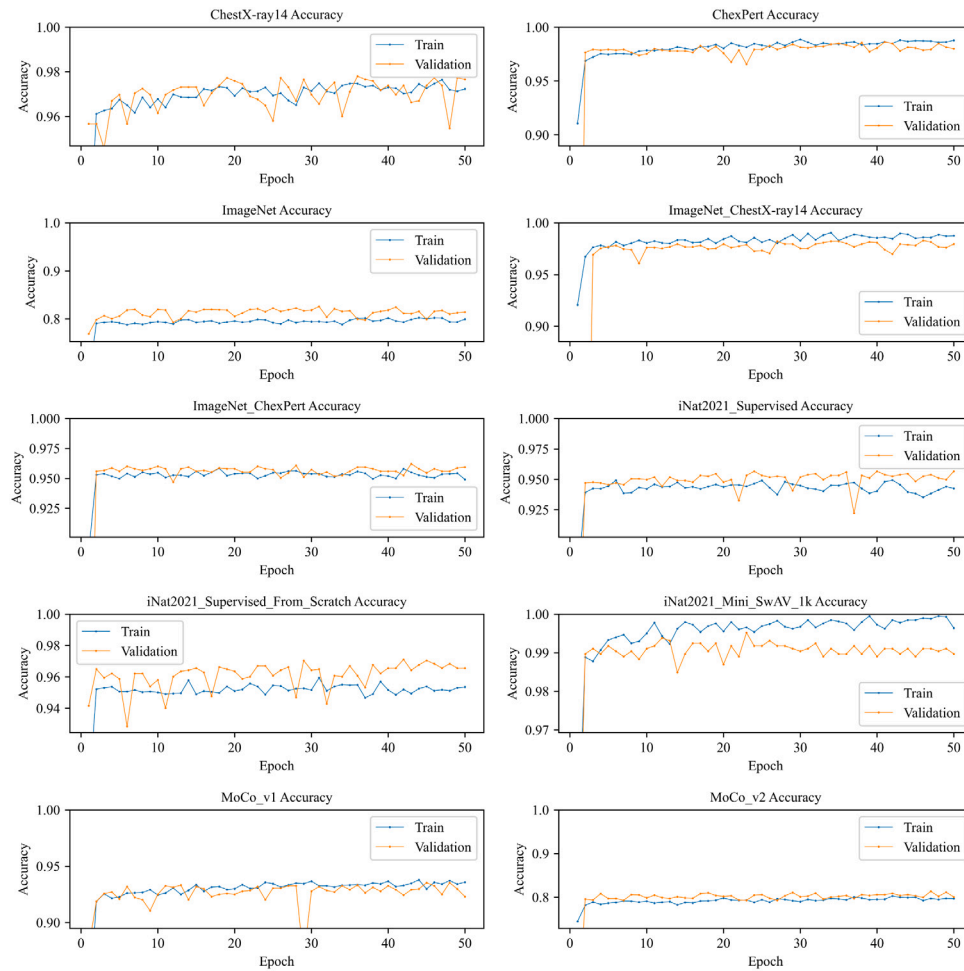 ChestX-ray14 Accuracy
Accuracy
1.00
0.98
0.96
Train
Validation
0 10 20 30 40 50
Epoch
ChexPert Accuracy
Accuracy
1.00
0.95
0.90
Train
Validation
0 10 20 30 40 50
Epoch
ImageNet Accuracy
Accuracy
1.0
0.9
0.8
Train
Validation
0 10 20 30 40 50
Epoch
ImageNet_ChestX-ray14 Accuracy
Accuracy
1.00
0.95
0.90
Train
Validation
0 10 20 30 40 50
Epoch
ImageNet_ChexPert Accuracy
Accuracy
1.000
0.975
0.950
0.925
Train
Validation
0 10 20 30 40 50
Epoch
iNat2021_Supervised Accuracy
Accuracy
1.000
0.975
0.950
0.925
Train
Validation
0 10 20 30 40 50
Epoch
iNat2021_Supervised_From_Scratch Accuracy
Accuracy
1.00
0.98
0.96
0.94
Train
Validation
0 10 20 30 40 50
Epoch
iNat2021_Mini_SwAV_1k Accuracy
Accuracy
1.00
0.99
0.98
0.97
Train
Validation
0 10 20 30 40 50
Epoch
MoCo_v1 Accuracy
Accuracy
1.00
0.95
0.90
Train
Validation
0 10 20 30 40 50
Epoch
MoCo_v2 Accuracy
Accuracy
1.0
0.9
0.8
Train
Validation
0 10 20 30 40 50
Epoch